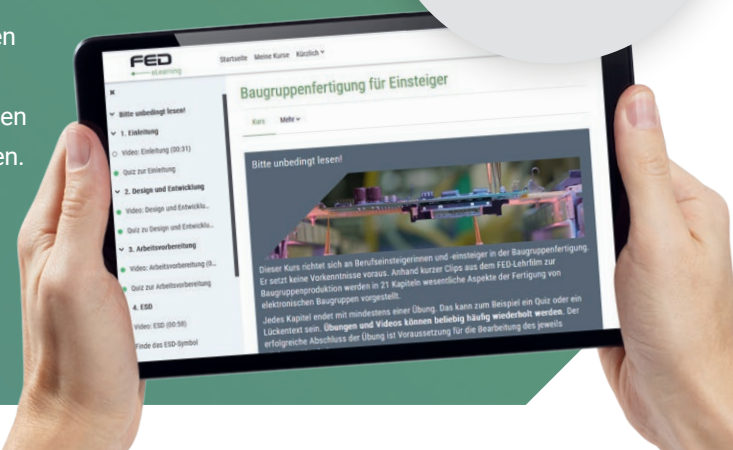 en
en
en.
FED
eLearning
Startseite Meine Kurse Kürzlich
Bitte unbedingt lesen!
1. Einleitung
Video: Einleitung (00:31)
Quiz zur Einleitung
2. Design und Entwicklung
Video: Design und Entwicklu...
Quiz zu Design und Entwicklu...
3. Arbeitsvorbereitung
Video: Arbeitsvorbereitung (0...
Quiz zur Arbeitsvorbereitung
4. ESD
Video: ESD (00:58)
Finde das ESD-Symbol
Baugruppenfertigung für Einsteiger
Kurs Mehr
Bitte unbedingt lesen!
Dieser Kurs richtet sich an Berufseinsteigerinnen und -einsteiger in der Baugruppenfertigung.
Er setzt keine Vorkenntnisse voraus. Anhand kurzer Clips aus dem FED-Lehrfilm zur
Baugruppenproduktion werden in 21 Kapiteln wesentliche Aspekte der Fertigung von
elektronischen Baugruppen vorgestellt.
Jedes Kapitel endet mit mindestens einer Übung. Das kann zum Beispiel ein Quiz oder ein
Lückentext sein. Übungen und Videos können beliebig häufig wiederholt werden. Der
erfolgreiche Abschluss der Übung ist Voraussetzung für die Bearbeitung des jeweils